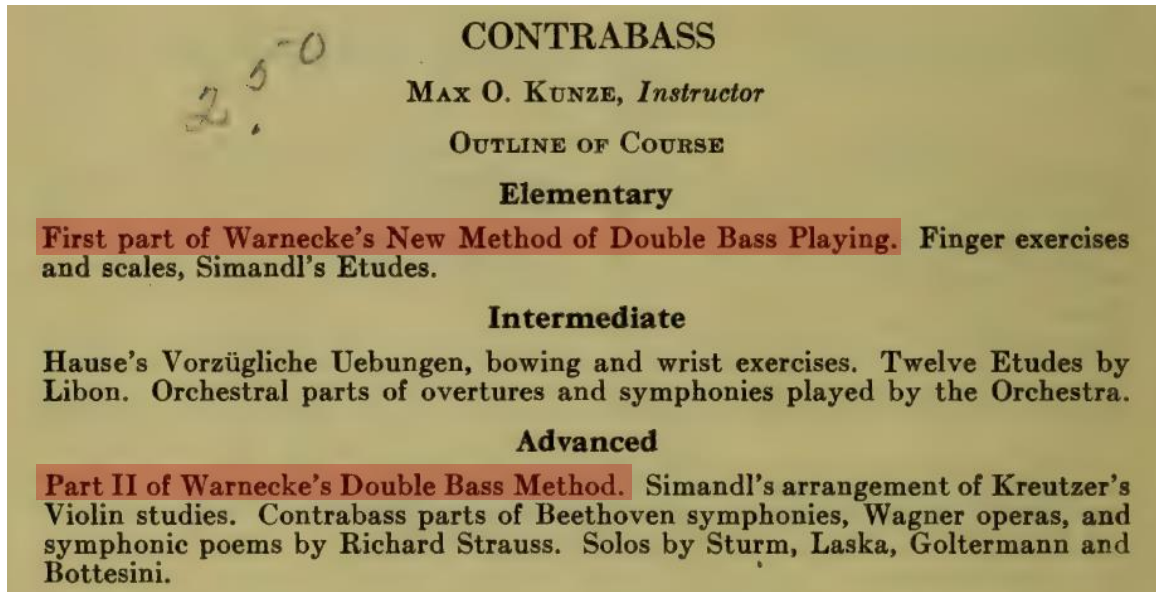 2.50
CONTRABASS
MAX O. KUNZE, Instructor
OUTLINE OF COURSE
Elementary
First part of Warnecke's New Method of Double Bass Playing. Finger exercises
and scales, Simandl's Etudes.
Intermediate
Hause's Vorzügliche Uebungen, bowing and wrist exercises. Twelve Etudes by
Libon. Orchestral parts of overtures and symphonies played by the Orchestra.
Advanced
Part II of Warnecke's Double Bass Method. Simandl's arrangement of Kreutzer's
Violin studies. Contrabass parts of Beethoven symphonies, Wagner operas, and
symphonic poems by Richard Strauss. Solos by Sturm, Laska, Goltermann and
Bottesini.